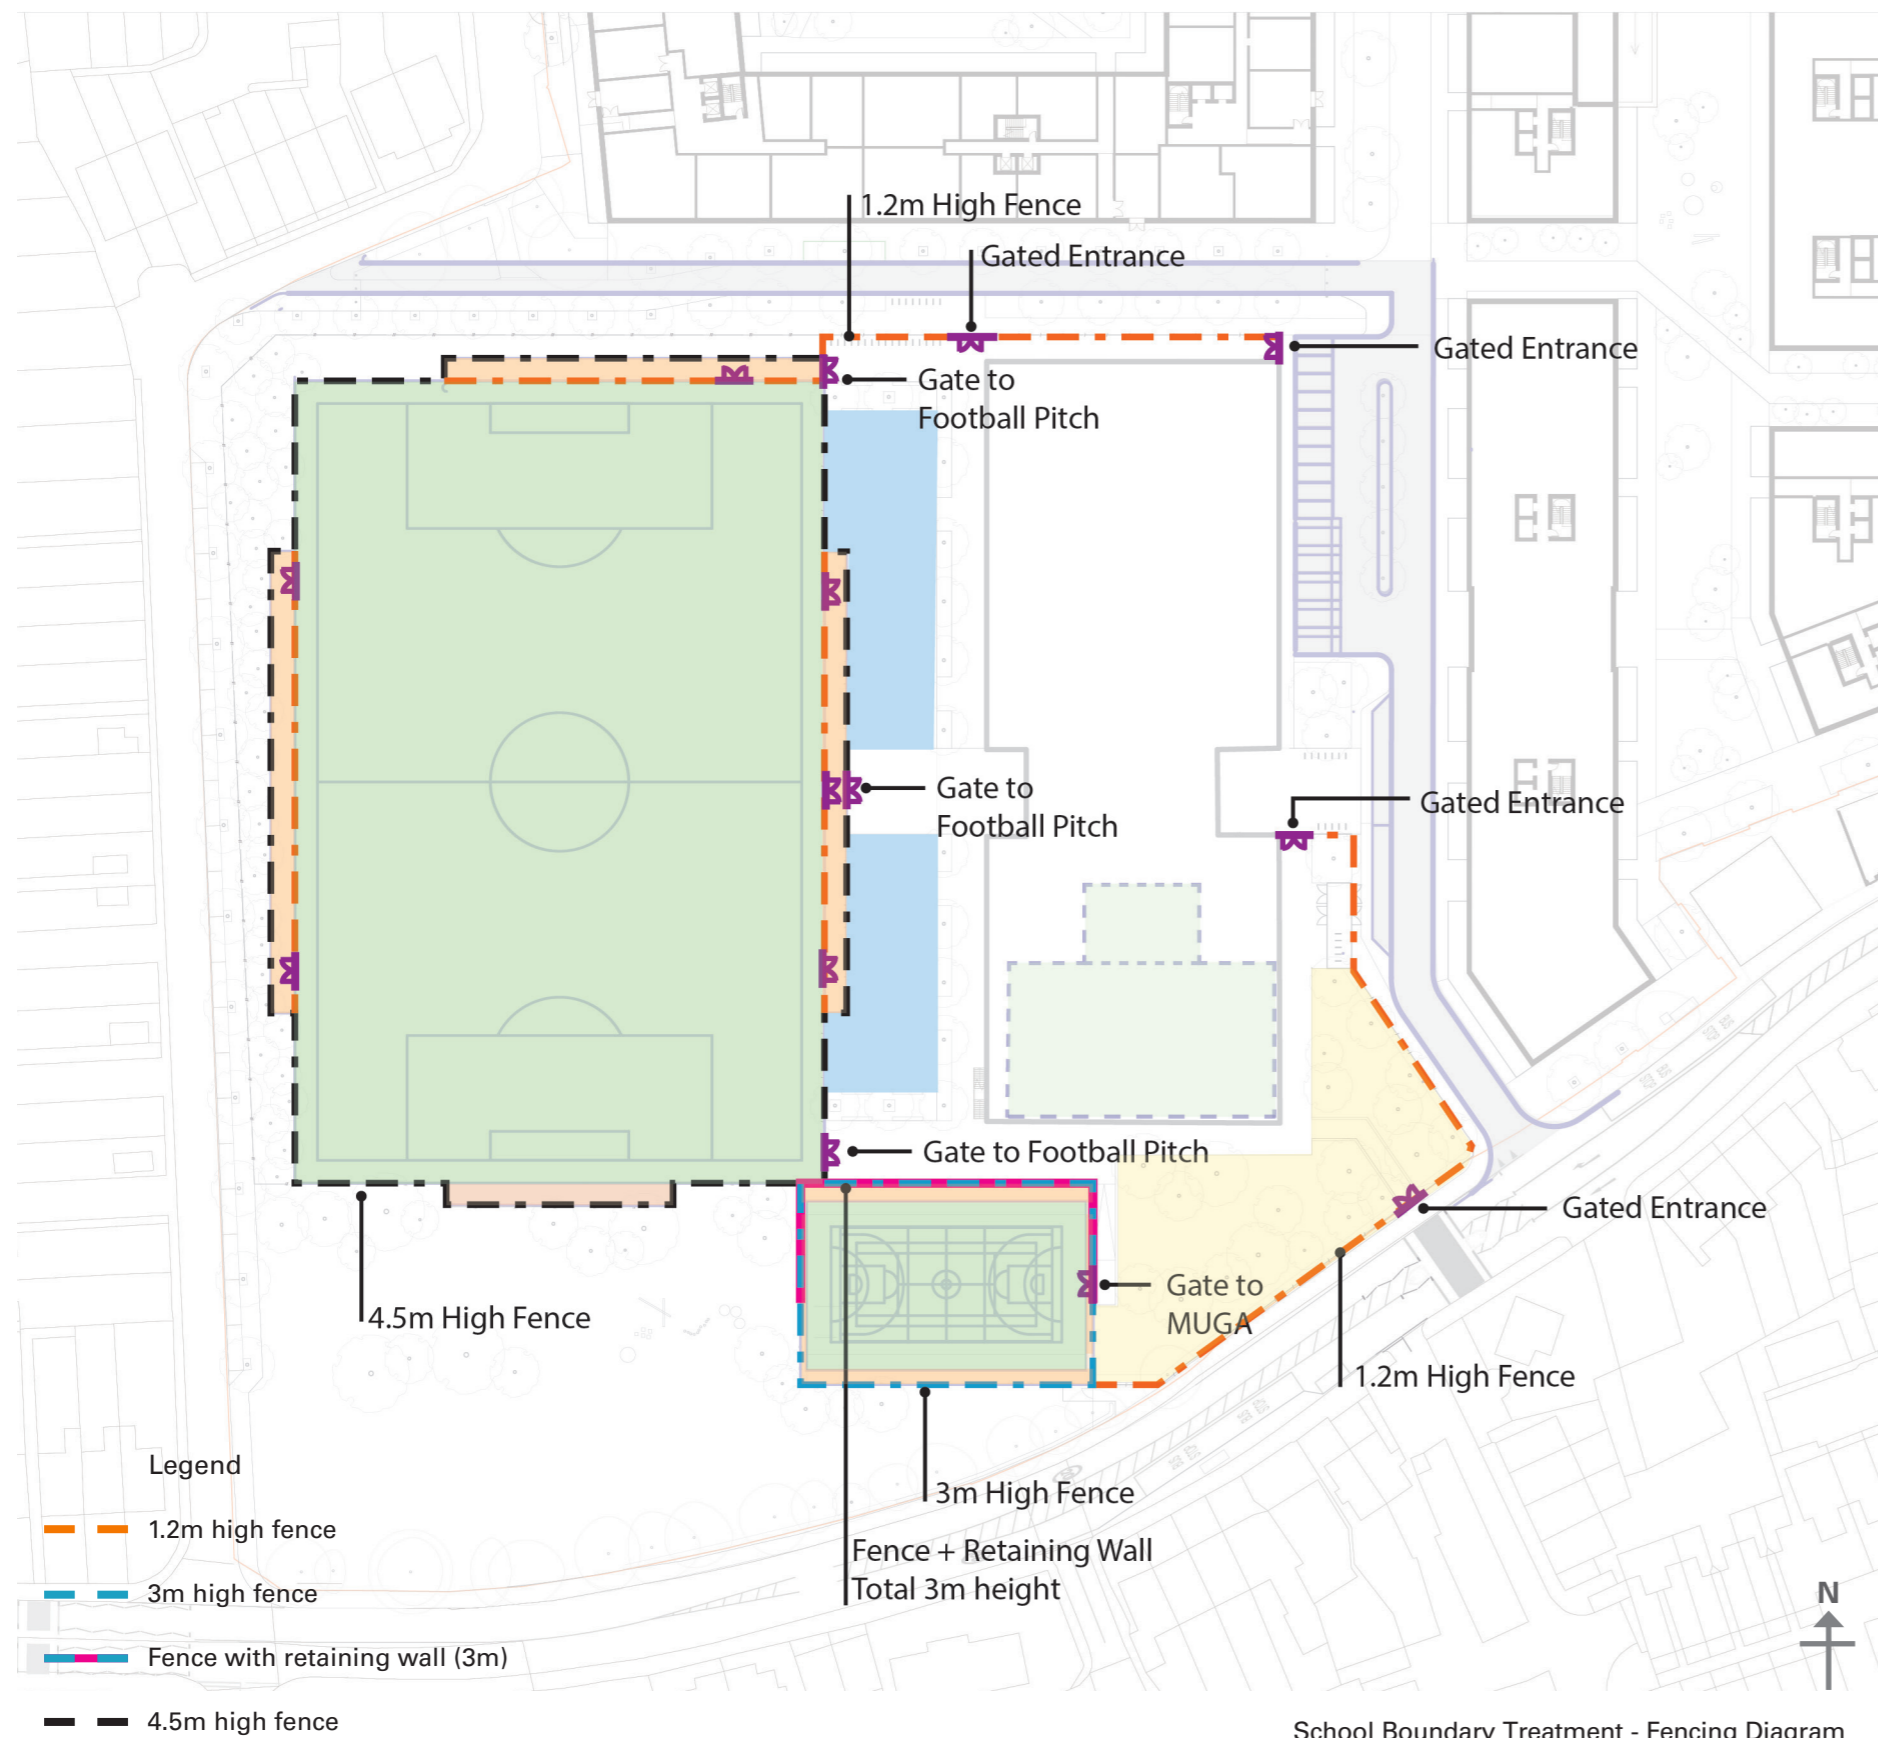 1.2m High Fence
Gated Entrance
Gated Entrance
Gate to
Football Pitch
Gate to
Football Pitch
Gated Entrance
Gate to Football Pitch
Gated Entrance
Gate to
MUGA
4.5m High Fence
1.2m High Fence
3m High Fence
Fence + Retaining Wall
Total 3m height
Legend
1.2m high fence
3m high fence
Fence with retaining wall (3m)
4.5m high fence
N
School Boundary Treatment - Fencing Diagram